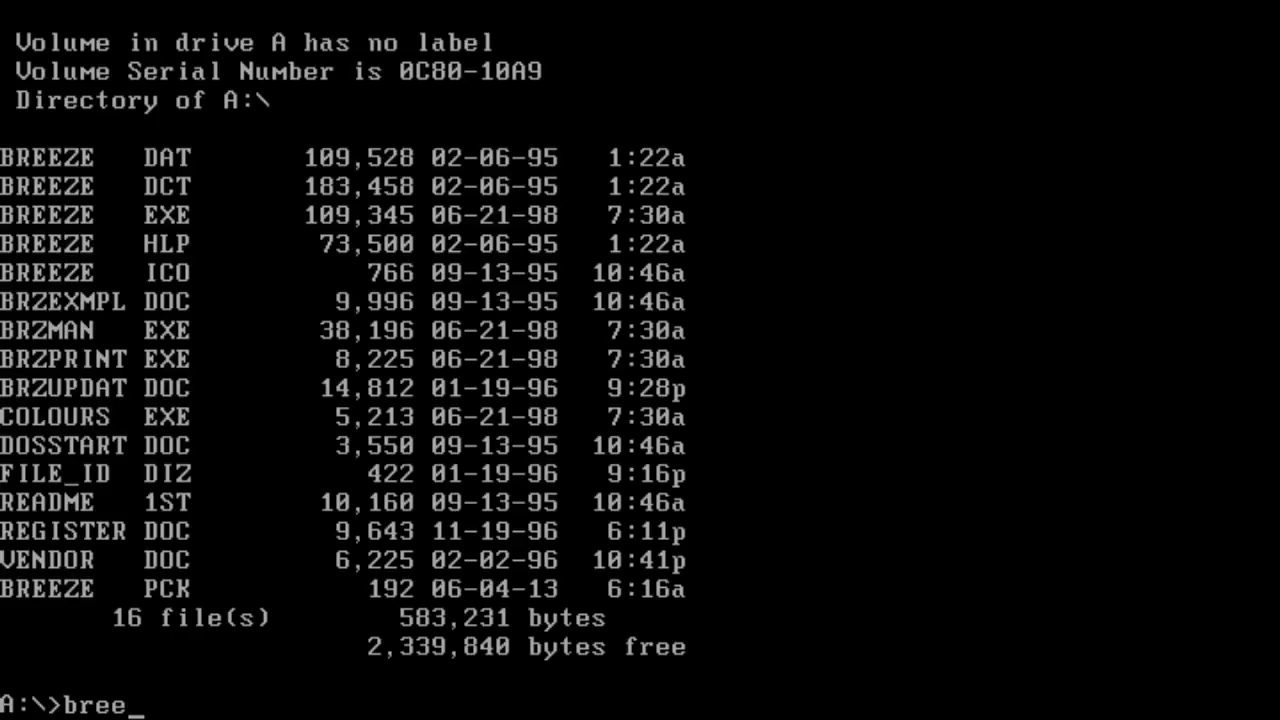 Volume in drive A has no label
Volume Serial Number is 0C80-10A9
Directory of A:\
BREEZE   DAT       109,528 02-06-95   1:22a
BREEZE   DCT       183,458 02-06-95   1:22a
BREEZE   EXE       109,345 06-21-98   7:30a
BREEZE   HLP        73,500 02-06-95   1:22a
BREEZE   ICO           766 09-13-95  10:46a
BRZEXMPL DOC         9,996 09-13-95  10:46a
BRZMAN   EXE        38,196 06-21-98   7:30a
BRZPRINT EXE         8,225 06-21-98   7:30a
BRZUPDAT DOC        14,812 01-19-96   9:28p
COLOURS  EXE         5,213 06-21-98   7:30a
DOSSTART DOC         3,550 09-13-95  10:46a
FILE_ID  DIZ           422 01-19-96   9:16p
README   1ST        10,160 09-13-95  10:46a
REGISTER DOC         9,643 11-19-96   6:11p
VENDOR   DOC         6,225 02-02-96  10:41p
BREEZE   PCK           192 06-04-13   6:16a
16 file(s)        583,231 bytes
2,339,840 bytes free
A:\>bree_